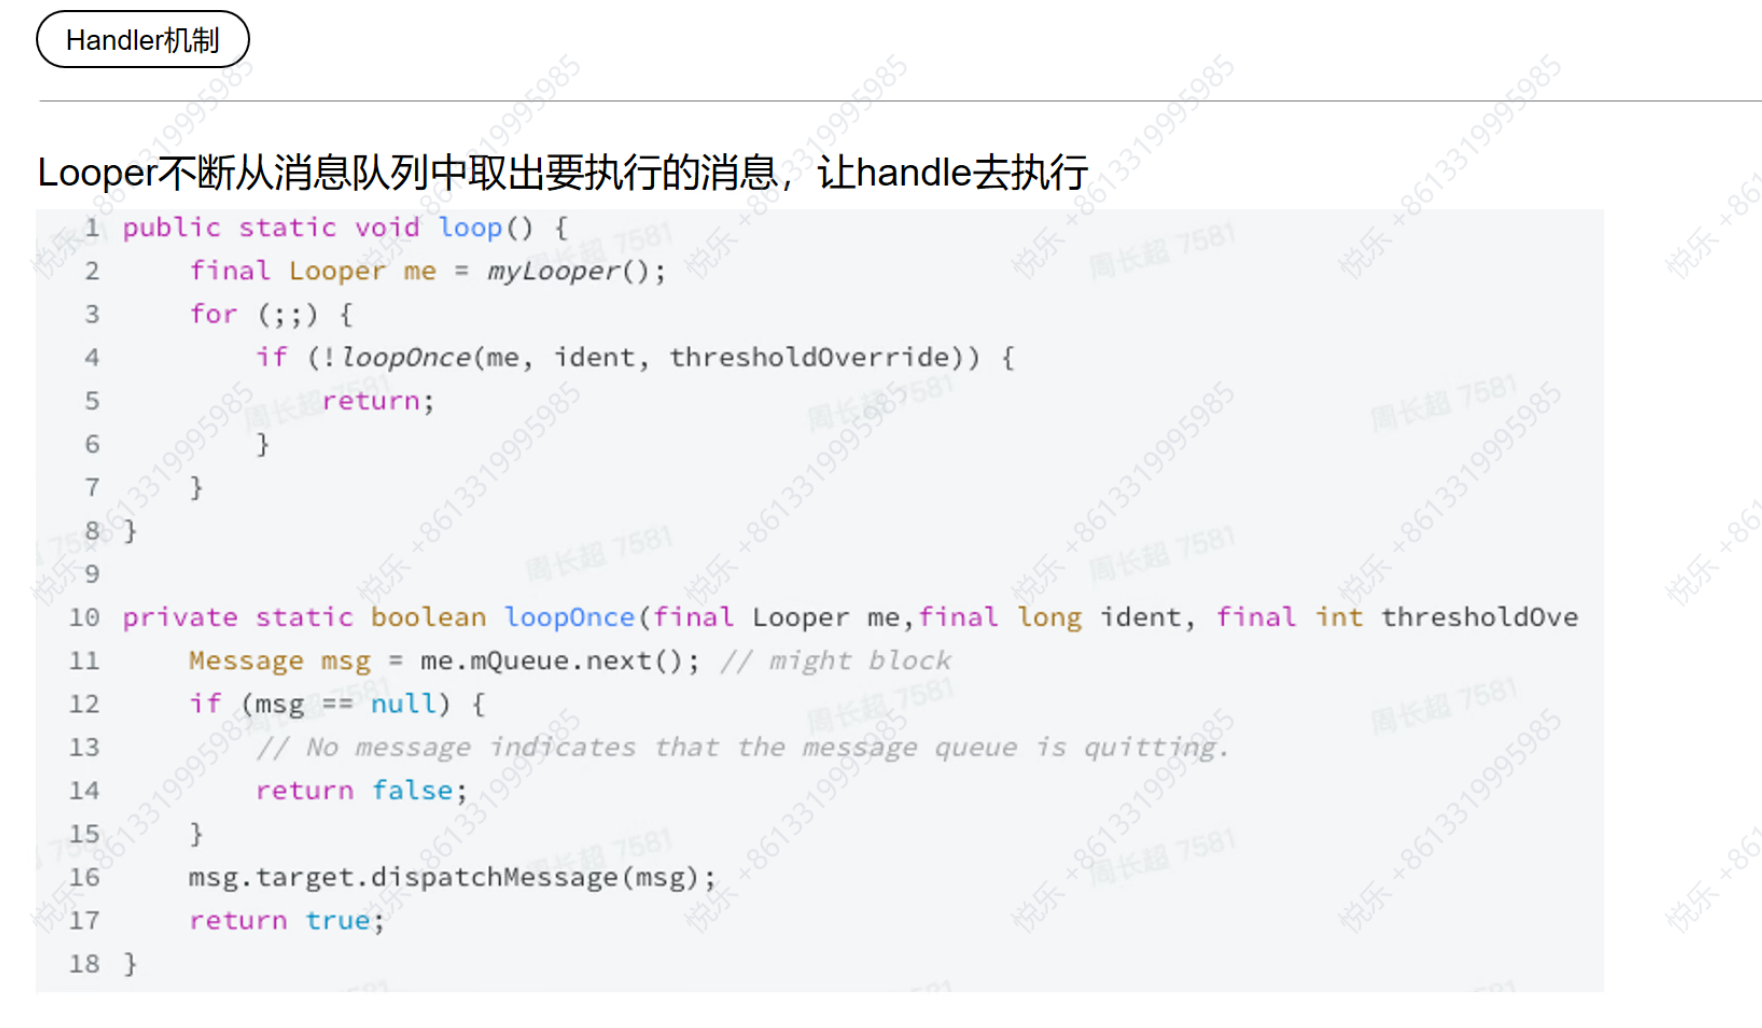 Handler机制
Looper不断从消息队列中取出要执行的消息，让handle去执行
1 public static void loop() {
2 final Looper me = myLooper();
3 for (;;) {
4 if (!loopOnce(me, ident, thresholdOverride)) {
5 return;
6 }
7 }
8 }
9
10 private static boolean loopOnce(final Looper me,final long ident, final int thresholdOve
11 Message msg = me.mQueue.next(); // might block
12 if (msg == null) {
13 // No message indicates that the message queue is quitting.
14 return false;
15 }
16 msg.target.dispatchMessage(msg);
17 return true;
18 }
悦乐 +8613319995985
周长超 7581